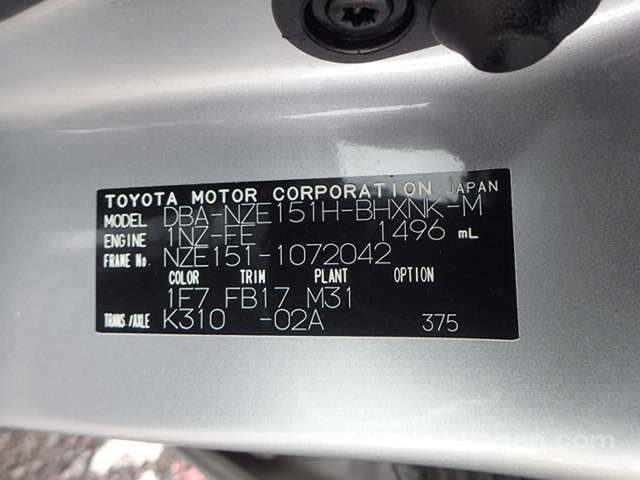 TOYOTA MOTOR CORPORATION JAPAN
MODEL DBA-NZE151H-BHXNK-M
ENGINE 1NZ-FE 1496 mL
FRAME No. NZE151-1072042
COLOR TRIM PLANT OPTION
1E7 FB17 M31
TRANS./AXLE K310 -02A 375